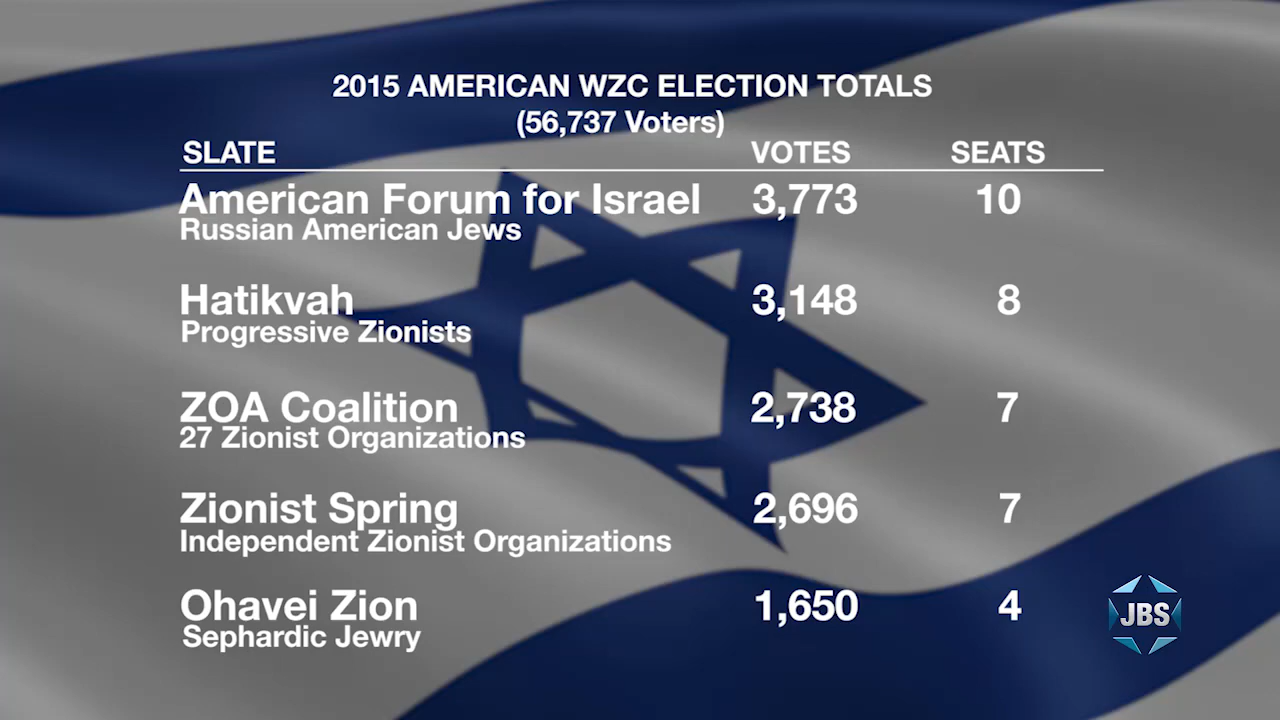 2015 AMERICAN WZC ELECTION TOTALS
(56,737 Voters)
SLATE VOTES SEATS
American Forum for Israel 3,773 10
Russian American Jews
Hatikvah 3,148 8
Progressive Zionists
ZOA Coalition 2,738 7
27 Zionist Organizations
Zionist Spring 2,696 7
Independent Zionist Organizations
Ohavei Zion 1,650 4
Sephardic Jewry
JBS